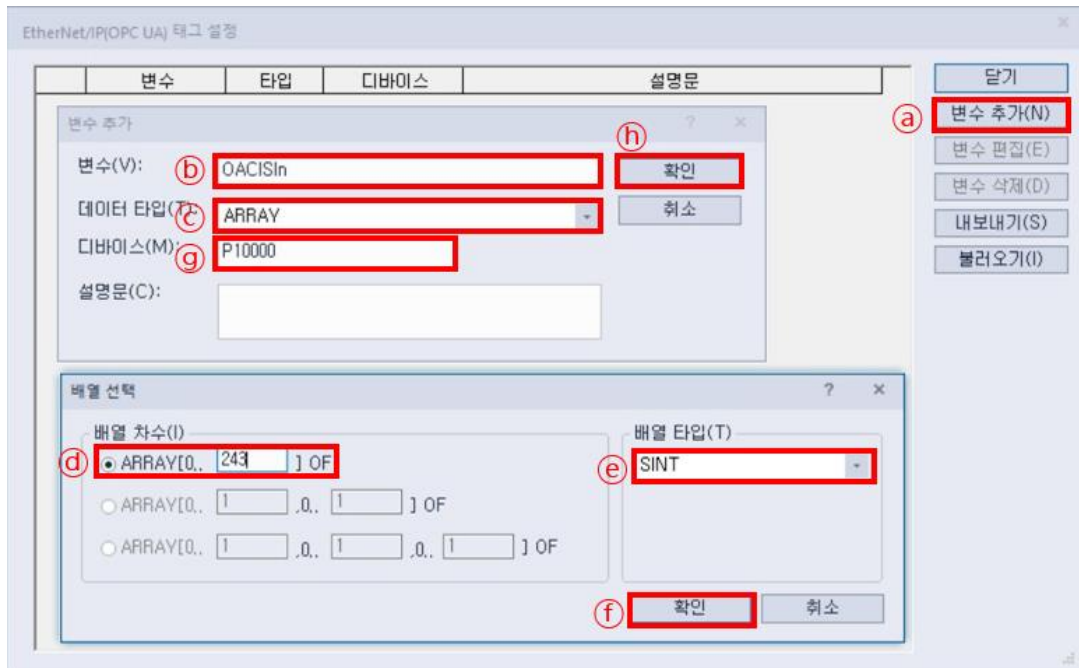 EtherNet/IP(OPC UA) 태그 설정
변수 타입 디바이스 설명문
닫기
ⓐ 변수 추가(N)
변수 편집(E)
변수 삭제(D)
내보내기(S)
불러오기(I)
변수 추가 ? ×
변수(V): ⓑ OACISIn ⓗ 확인
데이터 타입(T): ⓒ ARRAY 취소
디바이스(M): ⓖ P10000
설명문(C):
배열 선택 ? ×
배열 차수(I) 배열 타입(T)
ⓓ ARRAY[0,, 243 ] OF ⓔ SINT
ARRAY[0,, 1 ,0,, 1 ] OF
ARRAY[0,, 1 ,0,, 1 ,0,, 1 ] OF
ⓕ 확인 취소